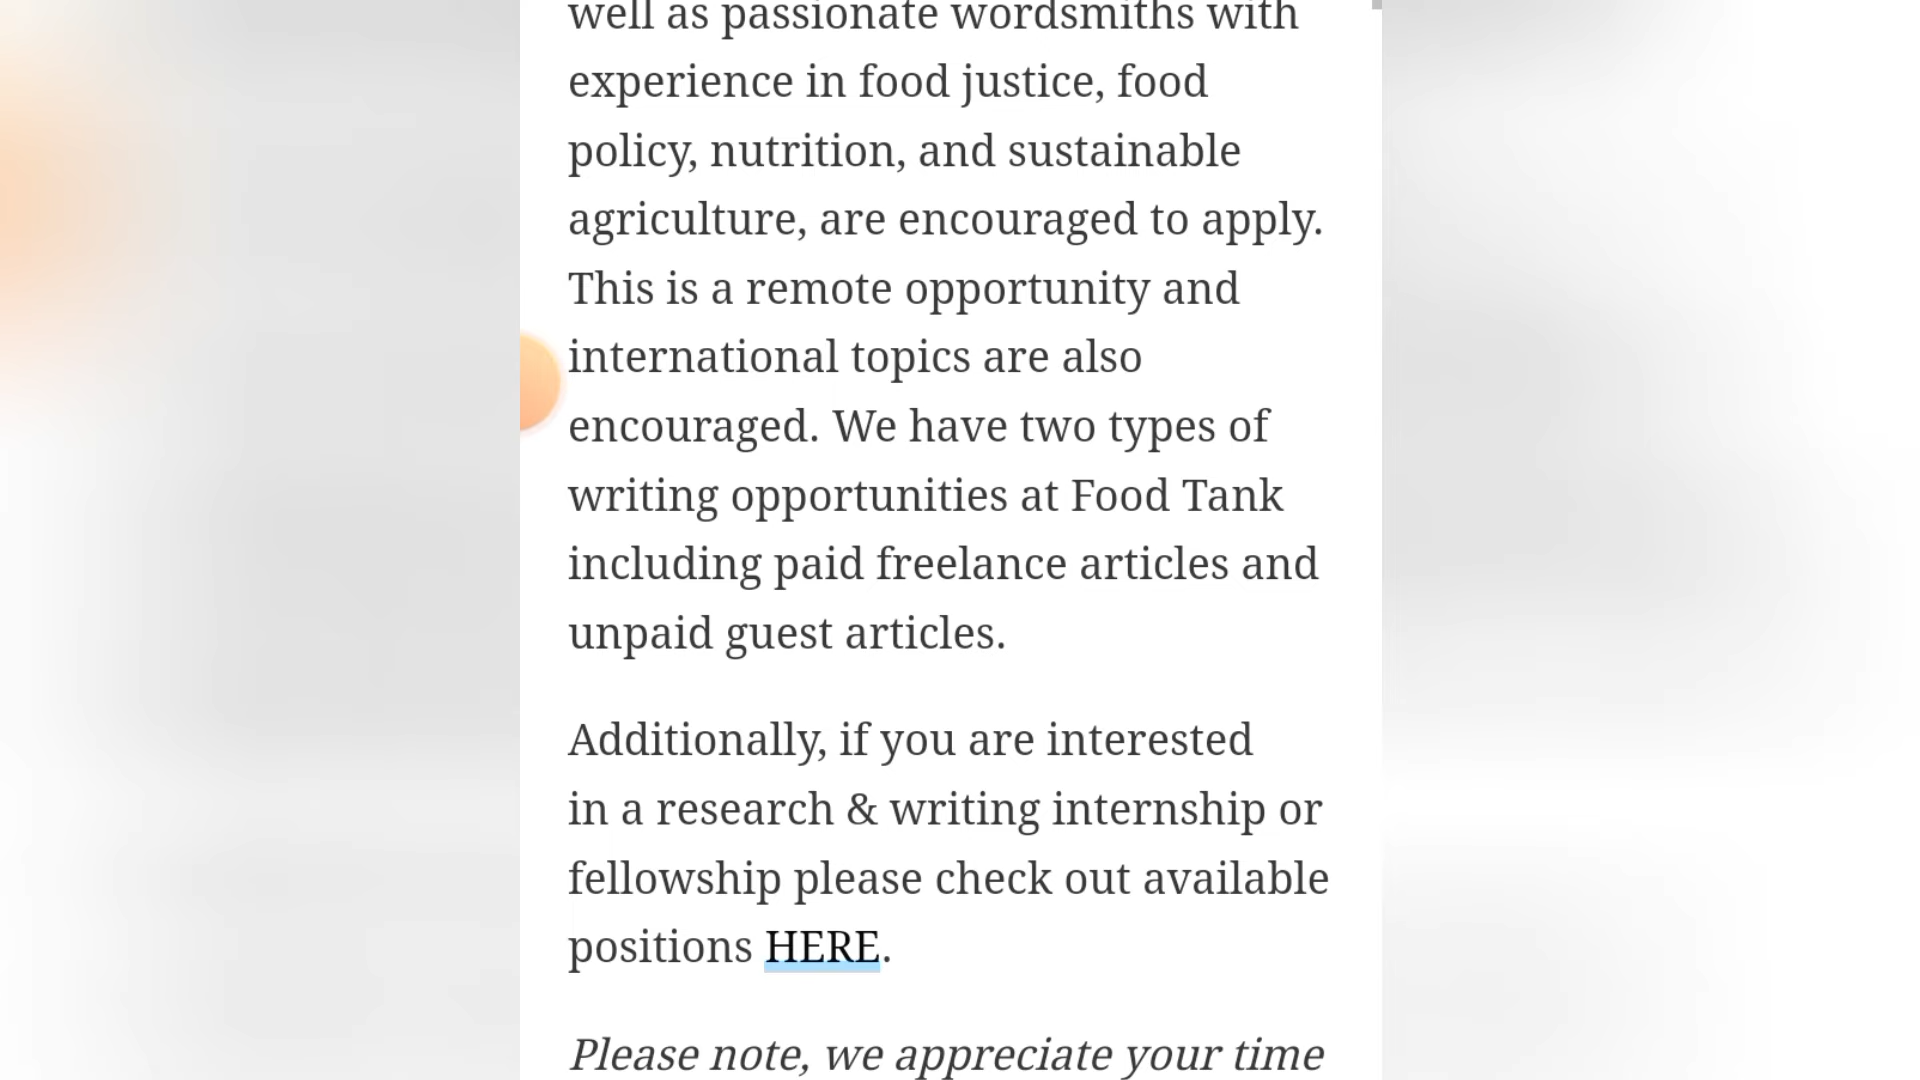 well as passionate wordsmiths with
experience in food justice, food
policy, nutrition, and sustainable
agriculture, are encouraged to apply.
This is a remote opportunity and
international topics are also
encouraged. We have two types of
writing opportunities at Food Tank
including paid freelance articles and
unpaid guest articles.
Additionally, if you are interested
in a research & writing internship or
fellowship please check out available
positions HERE.
Please note, we appreciate your time